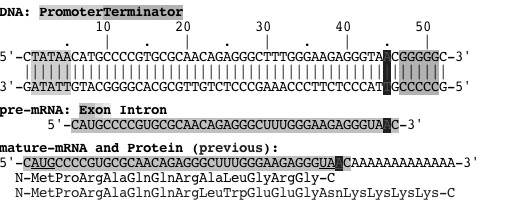 DNA: PromoterTerminator
10 20 30 40 50
5'-CTATAACATGCCCCGTGCGCAACAGAGGGCTTTGGGAAGAGGGTAACGGGGGC-3'
3'-GATATTGTACGGGGCACGCGTTGTCTCCCGAAACCCTTCTCCCATTGCCCCCG-5'
pre-mRNA: Exon Intron
5'-CAUGCCCCGUGCGCAACAGAGGGCUUUGGGAAGAGGGUAAC-3'
mature-mRNA and Protein (previous):
5'-CAUGCCCCGUGCGCAACAGAGGGCUUUGGGAAGAGGGUAACAAAAAAAAAAAAA-3'
N-MetProArgAlaGlnGlnArgAlaLeuGlyArgGly-C
N-MetProArgAlaGlnGlnArgLeuTrpGluGluGlyAsnLysLysLysLys-C